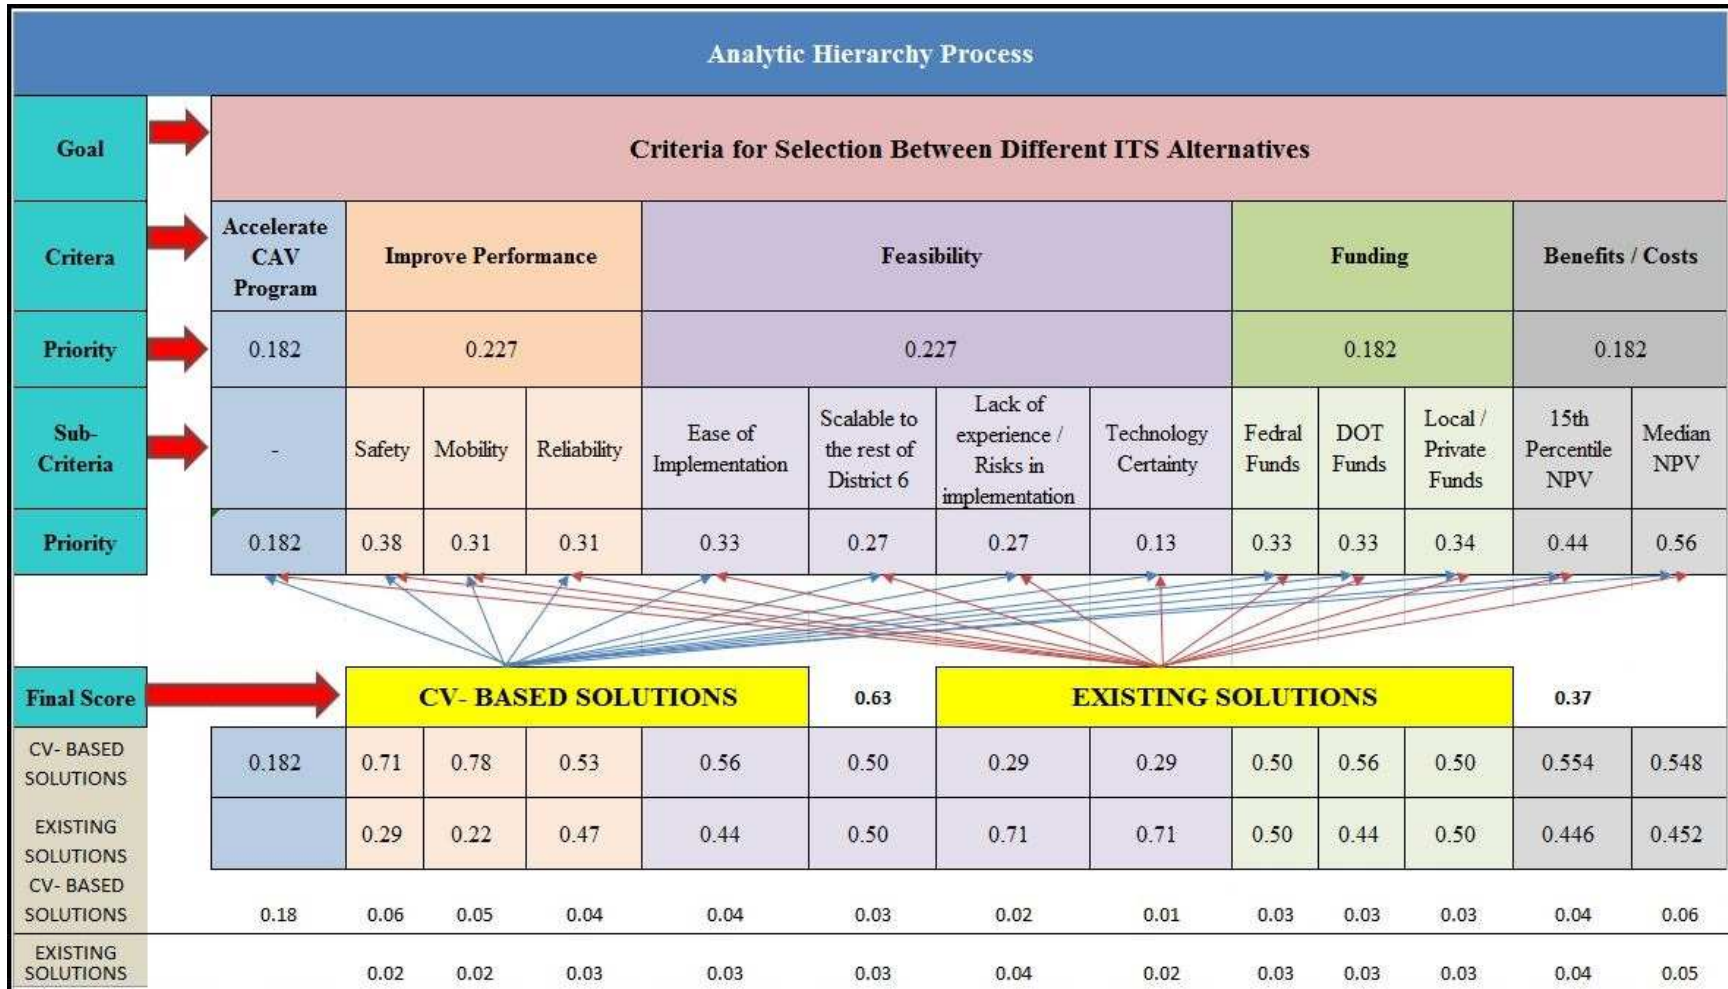 Analytic Hierarchy Process
Goal
Criteria for Selection Between Different ITS Alternatives
Critera
Accelerate
CAV
Program
Improve Performance
Feasibility
Funding
Benefits / Costs
Priority
0.182
0.227
0.227
0.182
0.182
Sub-
Criteria
-
Safety
Mobility
Reliability
Ease of
Implementation
Scalable to
the rest of
District 6
Lack of
experience /
Risks in
implementation
Technology
Certainty
Fedral
Funds
DOT
Funds
Local /
Private
Funds
15th
Percentile
NPV
Median
NPV
Priority
0.182
0.38
0.31
0.31
0.33
0.27
0.27
0.13
0.33
0.33
0.34
0.44
0.56
Final Score
CV- BASED SOLUTIONS
0.63
EXISTING SOLUTIONS
0.37
CV- BASED
SOLUTIONS
0.182
0.71
0.78
0.53
0.56
0.50
0.29
0.29
0.50
0.56
0.50
0.554
0.548
EXISTING
SOLUTIONS
0.29
0.22
0.47
0.44
0.50
0.71
0.71
0.50
0.44
0.50
0.446
0.452
CV- BASED
SOLUTIONS
0.18
0.06
0.05
0.04
0.04
0.03
0.02
0.01
0.03
0.03
0.03
0.04
0.06
EXISTING
SOLUTIONS
0.02
0.02
0.03
0.03
0.03
0.04
0.02
0.03
0.03
0.03
0.04
0.05